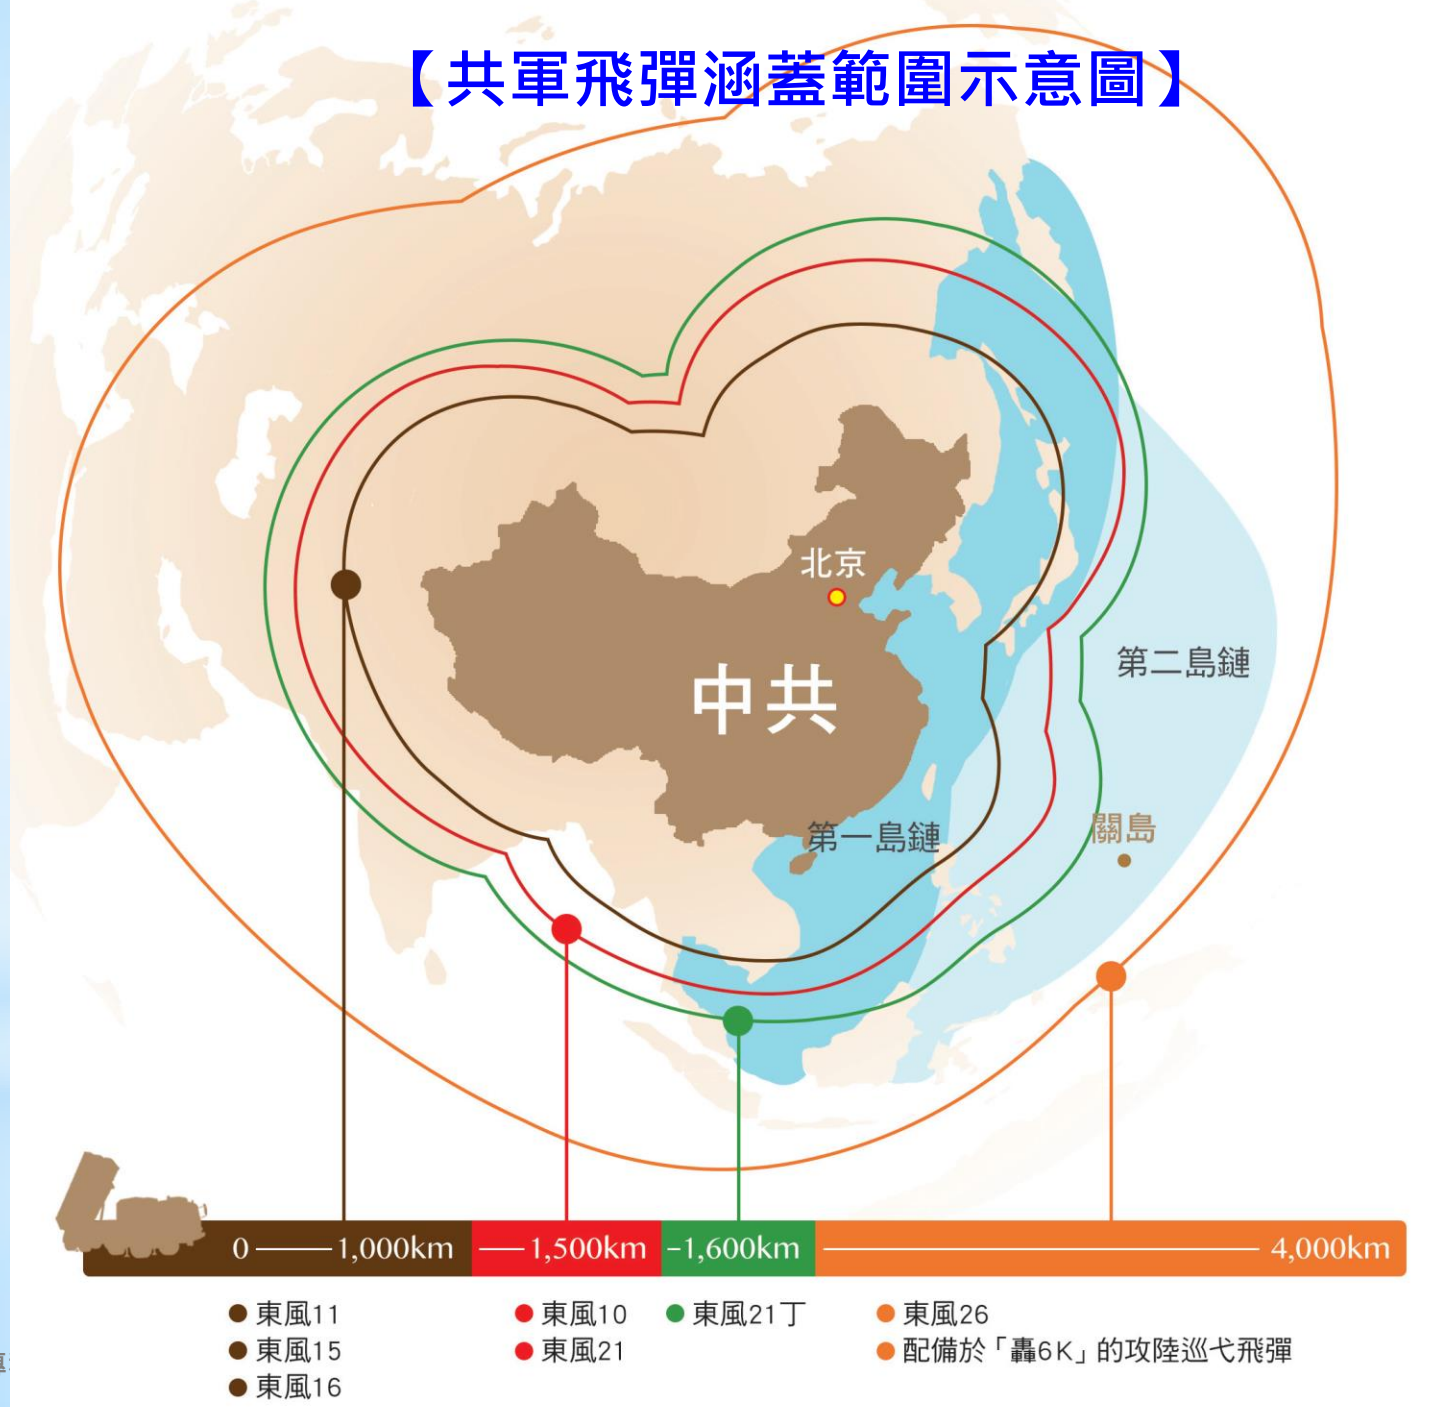 【共軍飛彈涵蓋範圍示意圖】
北京
中共
第二島鏈
第一島鏈
關島
0 1,000km 1,500km -1,600km 4,000km
● 東風11
● 東風15
● 東風16
● 東風10
● 東風21
● 東風21丁
● 東風26
● 配備於「轟6K」的攻陸巡弋飛彈